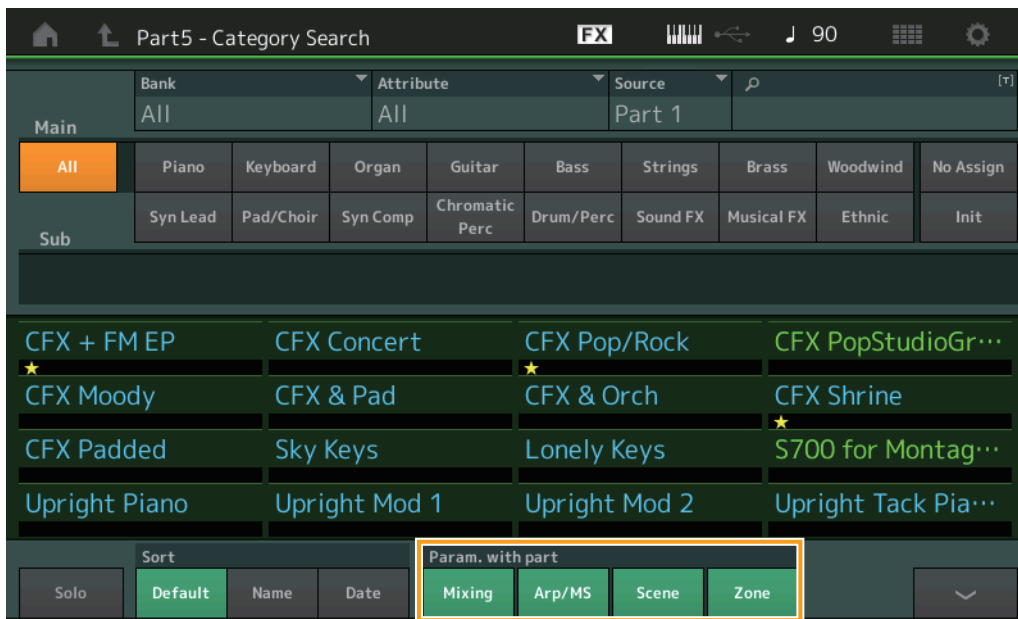 Part5 - Category Search FX 90
Bank Attribute Source [T]
Main All All Part 1
All Piano Keyboard Organ Guitar Bass Strings Brass Woodwind No Assign
Sub Syn Lead Pad/Choir Syn Comp Chromatic Perc Drum/Perc Sound FX Musical FX Ethnic Init
CFX + FM EP CFX Concert CFX Pop/Rock CFX PopStudioGr···
CFX Moody CFX & Pad CFX & Orch CFX Shrine
CFX Padded Sky Keys Lonely Keys S700 for Montag···
Upright Piano Upright Mod 1 Upright Mod 2 Upright Tack Pia···
Sort Param. with part
Solo Default Name Date Mixing Arp/MS Scene Zone